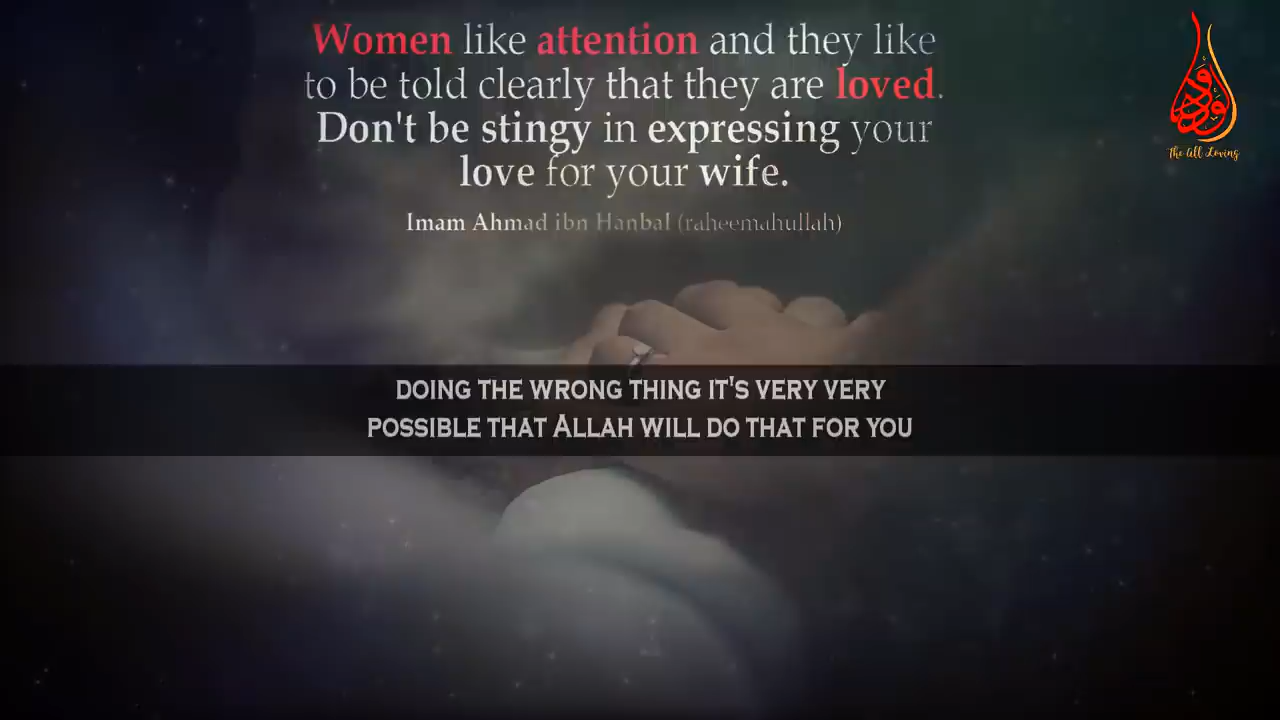 Women like attention and they like
to be told clearly that they are loved.
Don't be stingy in expressing your
love for your wife.
Imam Ahmad ibn Hanbal (raheemahullah)
The All Loving
DOING THE WRONG THING IT'S VERY VERY
POSSIBLE THAT ALLAH WILL DO THAT FOR YOU